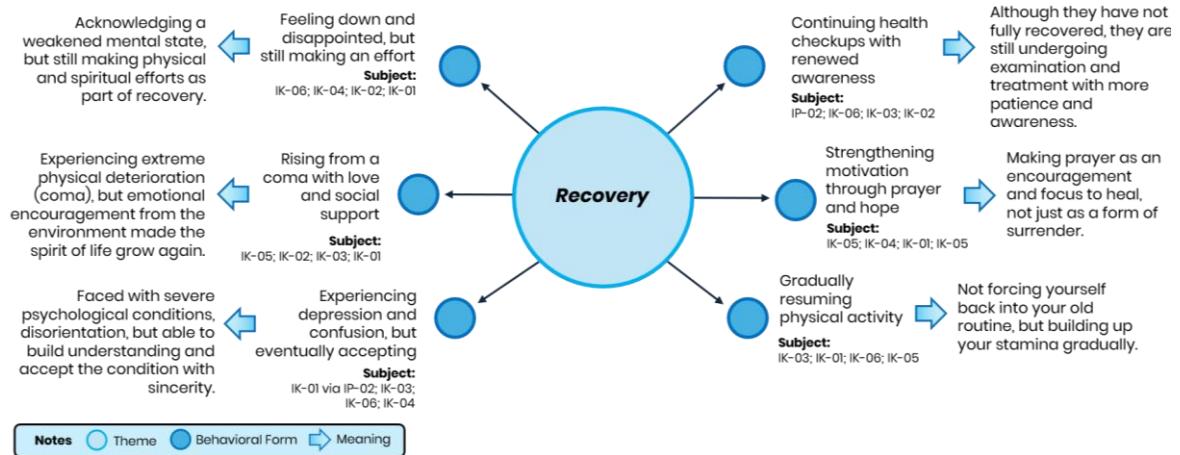 Acknowledging a
weakened mental state,
but still making physical
and spiritual efforts as
part of recovery.
Feeling down and
disappointed, but
still making an effort
Subject:
IK-06; IK-04; IK-02; IK-01
Experiencing extreme
physical deterioration
(coma), but emotional
encouragement from the
environment made the
spirit of life grow again.
Rising from a
coma with love
and social
support
Subject:
IK-05; IK-02; IK-03; IK-01
Faced with severe
psychological conditions,
disorientation, but able to
build understanding and
accept the condition with
sincerity.
Experiencing
depression and
confusion, but
eventually accepting
Subject:
IK-01 via IP-02; IK-03;
IK-06; IK-04
Recovery
Continuing health
checkups with
renewed
awareness
Subject:
IP-02; IK-06; IK-03; IK-02
Although they have not
fully recovered, they are
still undergoing
examination and
treatment with more
patience and
awareness.
Strengthening
motivation
through prayer
and hope
Subject:
IK-05; IK-04; IK-01; IK-05
Making prayer as an
encouragement
and focus to heal,
not just as a form of
surrender.
Gradually
resuming
physical activity
Subject:
IK-03; IK-01; IK-06; IK-05
Not forcing yourself
back into your old
routine, but building up
your stamina gradually.
Notes Theme Behavioral Form Meaning